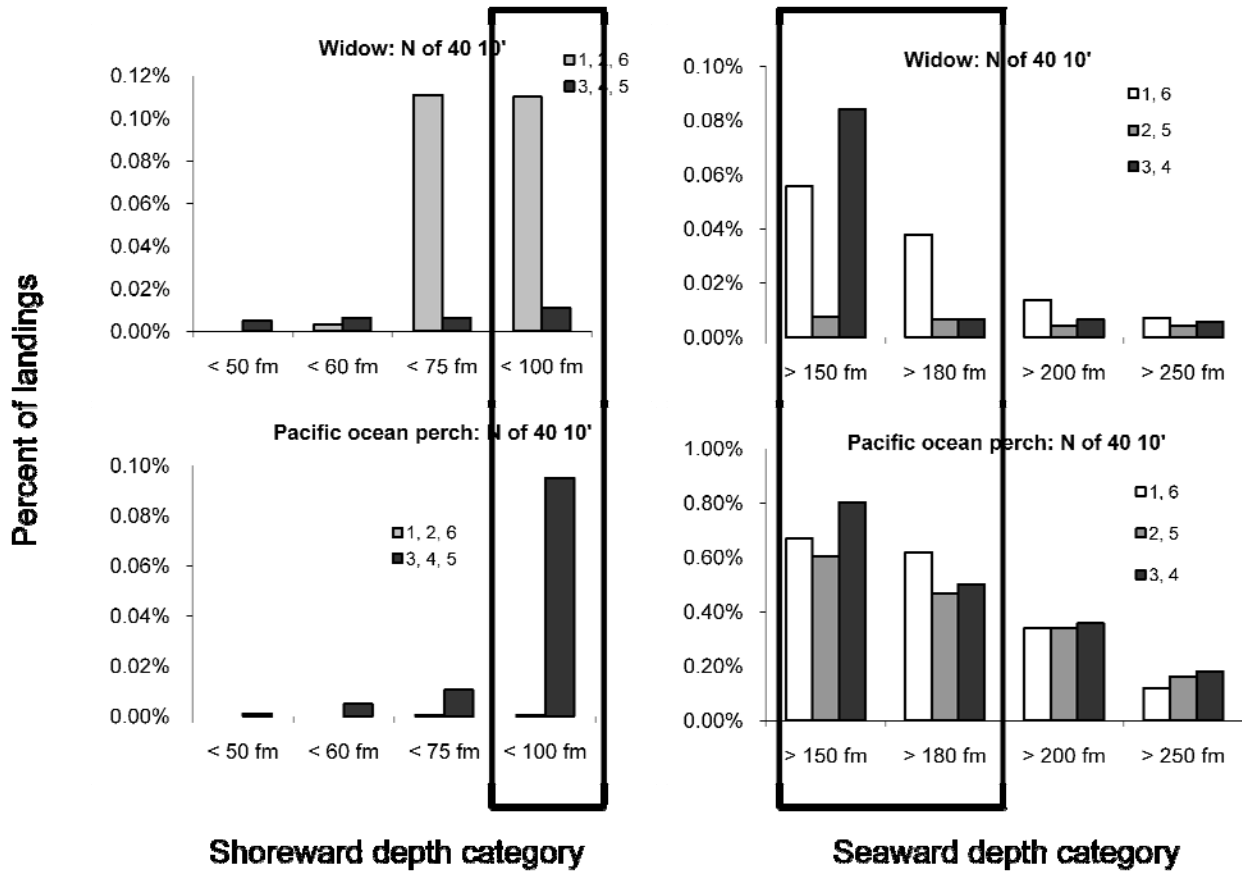 Percent of landings
Widow: N of 40 10'
1, 2, 6
3, 4, 5
0.12%
0.10%
0.08%
0.06%
0.04%
0.02%
0.00%
< 50 fm
< 60 fm
< 75 fm
< 100 fm
Widow: N of 40 10'
1, 6
2, 5
3, 4
0.10%
0.08%
0.06%
0.04%
0.02%
0.00%
> 150 fm
> 180 fm
> 200 fm
> 250 fm
Pacific ocean perch: N of 40 10'
1, 2, 6
3, 4, 5
0.10%
0.08%
0.06%
0.04%
0.02%
0.00%
< 50 fm
< 60 fm
< 75 fm
< 100 fm
Pacific ocean perch: N of 40 10'
1, 6
2, 5
3, 4
1.00%
0.80%
0.60%
0.40%
0.20%
0.00%
> 150 fm
> 180 fm
> 200 fm
> 250 fm
Shoreward depth category
Seaward depth category